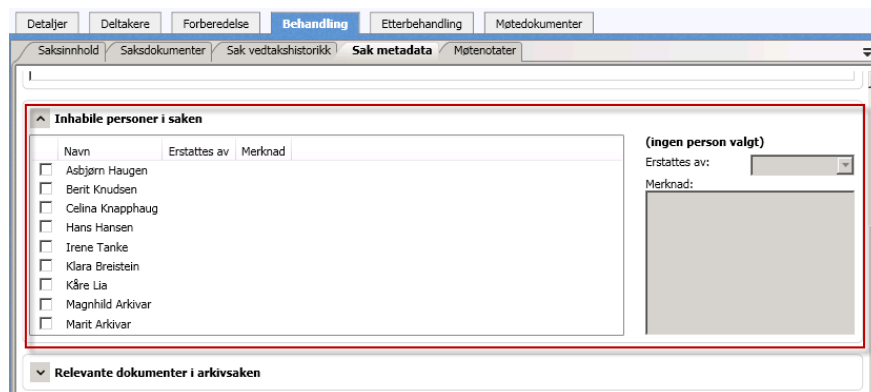 Detaljer Deltakere Forberedelse Behandling Etterbehandling Møtedokumenter
Saksinnhold Saksdokumenter Sak vedtakshistorikk Sak metadata Møtenotater
Inhabile personer i saken
Navn Erstattes av Merknad
Asbjørn Haugen
Berit Knudsen
Celina Knapphaug
Hans Hansen
Irene Tanke
Klara Breistein
Kåre Lia
Magnhild Arkivar
Marit Arkivar
(ingen person valgt)
Erstattes av:
Merknad:
Relevante dokumenter i arkivsaken